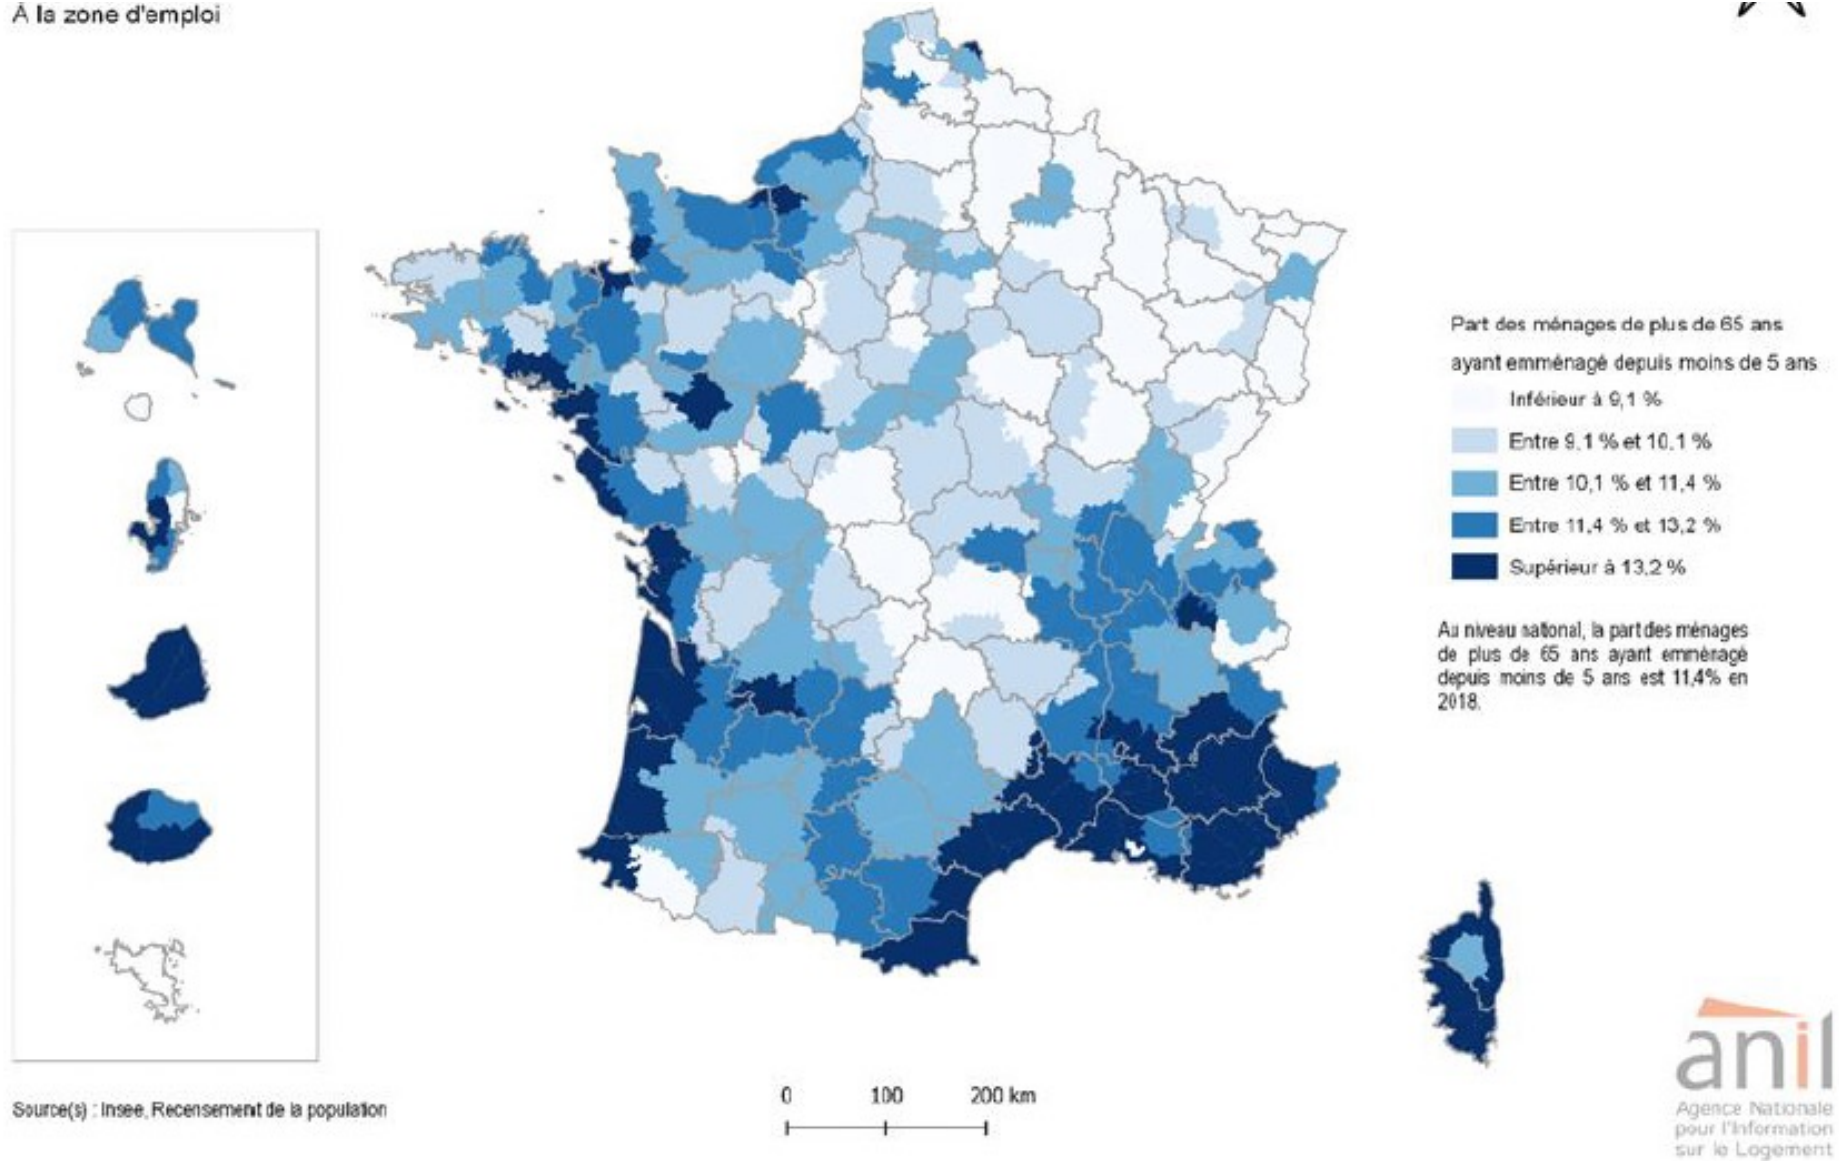 À la zone d'emploi
Part des ménages de plus de 65 ans
ayant emménagé depuis moins de 5 ans
Inférieur à 9,1 %
Entre 9,1 % et 10,1 %
Entre 10,1 % et 11,4 %
Entre 11,4 % et 13,2 %
Supérieur à 13,2 %
Au niveau national, la part des ménages
de plus de 65 ans ayant emménagé
depuis moins de 5 ans est 11,4% en
2018.
Source(s) : Insee, Recensement de la population
0 100 200 km
anil
Agence Nationale
pour l'Information
sur le Logement